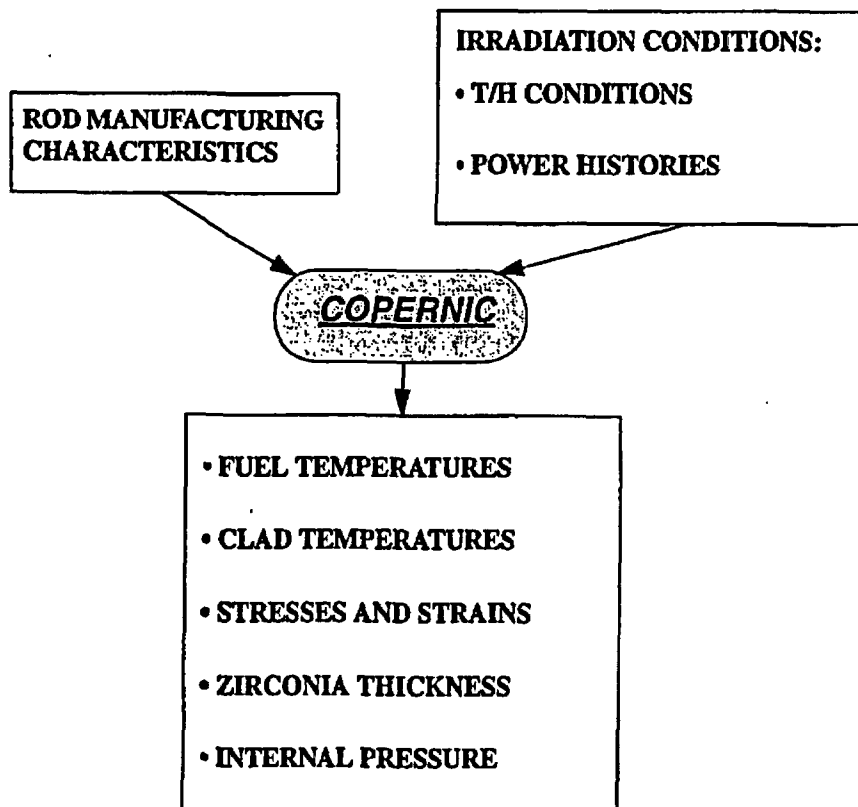 ROD MANUFACTURING
CHARACTERISTICS
IRRADIATION CONDITIONS:
• T/H CONDITIONS
• POWER HISTORIES
COPERNIC
• FUEL TEMPERATURES
• CLAD TEMPERATURES
• STRESSES AND STRAINS
• ZIRCONIA THICKNESS
• INTERNAL PRESSURE